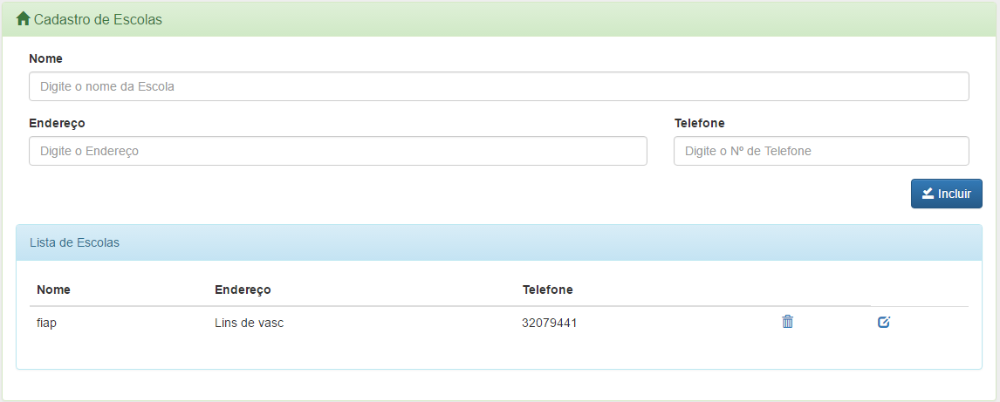 Cadastro de Escolas
Nome
Digite o nome da Escola
Endereço Telefone
Digite o Endereço Digite o Nº de Telefone
Incluir
Lista de Escolas
Nome Endereço Telefone
fiap Lins de vasc 32079441